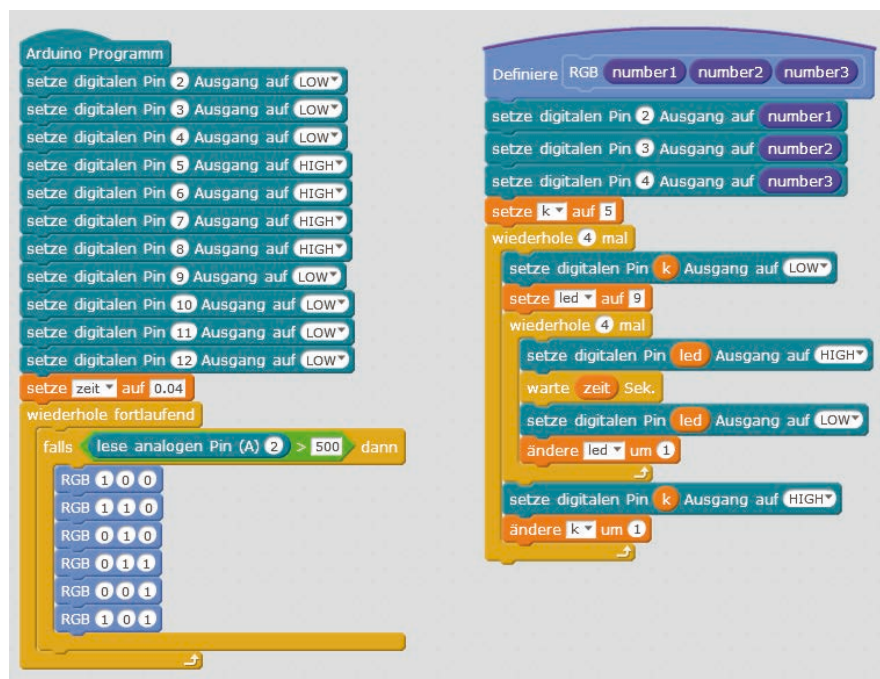 Arduino Programm
setze digitalen Pin 2 Ausgang auf LOW
setze digitalen Pin 3 Ausgang auf LOW
setze digitalen Pin 4 Ausgang auf LOW
setze digitalen Pin 5 Ausgang auf HIGH
setze digitalen Pin 6 Ausgang auf HIGH
setze digitalen Pin 7 Ausgang auf HIGH
setze digitalen Pin 8 Ausgang auf HIGH
setze digitalen Pin 9 Ausgang auf LOW
setze digitalen Pin 10 Ausgang auf LOW
setze digitalen Pin 11 Ausgang auf LOW
setze digitalen Pin 12 Ausgang auf LOW
setze zeit auf 0.04
wiederhole fortlaufend
falls lese analogen Pin (A) 2 > 500 dann
RGB 1 0 0
RGB 1 1 0
RGB 0 1 0
RGB 0 1 1
RGB 0 0 1
RGB 1 0 1
Definiere RGB number1 number2 number3
setze digitalen Pin 2 Ausgang auf number1
setze digitalen Pin 3 Ausgang auf number2
setze digitalen Pin 4 Ausgang auf number3
setze k auf 5
wiederhole 4 mal
setze digitalen Pin k Ausgang auf LOW
setze led auf 9
wiederhole 4 mal
setze digitalen Pin led Ausgang auf HIGH
warte zeit Sek.
setze digitalen Pin led Ausgang auf LOW
ändere led um 1
setze digitalen Pin k Ausgang auf HIGH
ändere k um 1